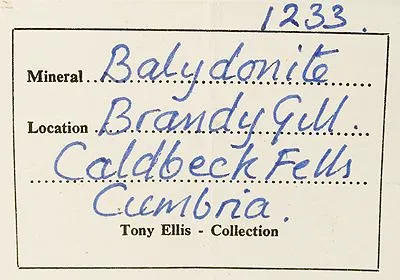 1233.
Mineral Balydonite
Location Brandy Gill.
Caldbeck Fells
Cumbria.
Tony Ellis - Collection